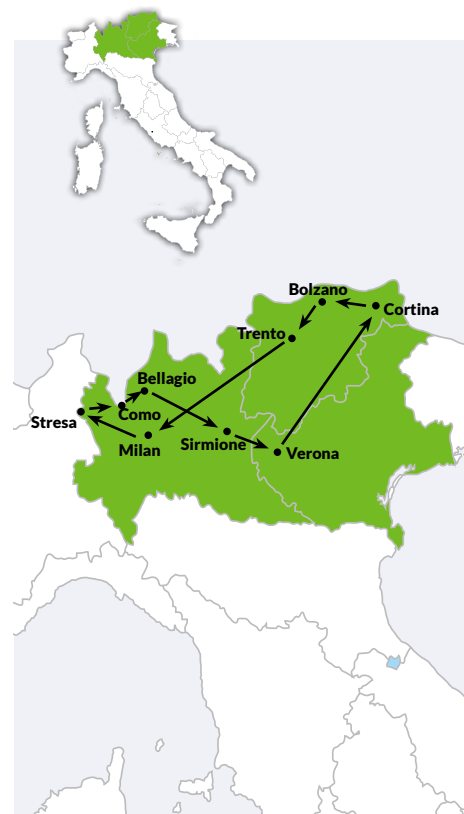 Bolzano
Cortina
Trento
Bellagio
Como
Stresa
Milan
Sirmione
Verona